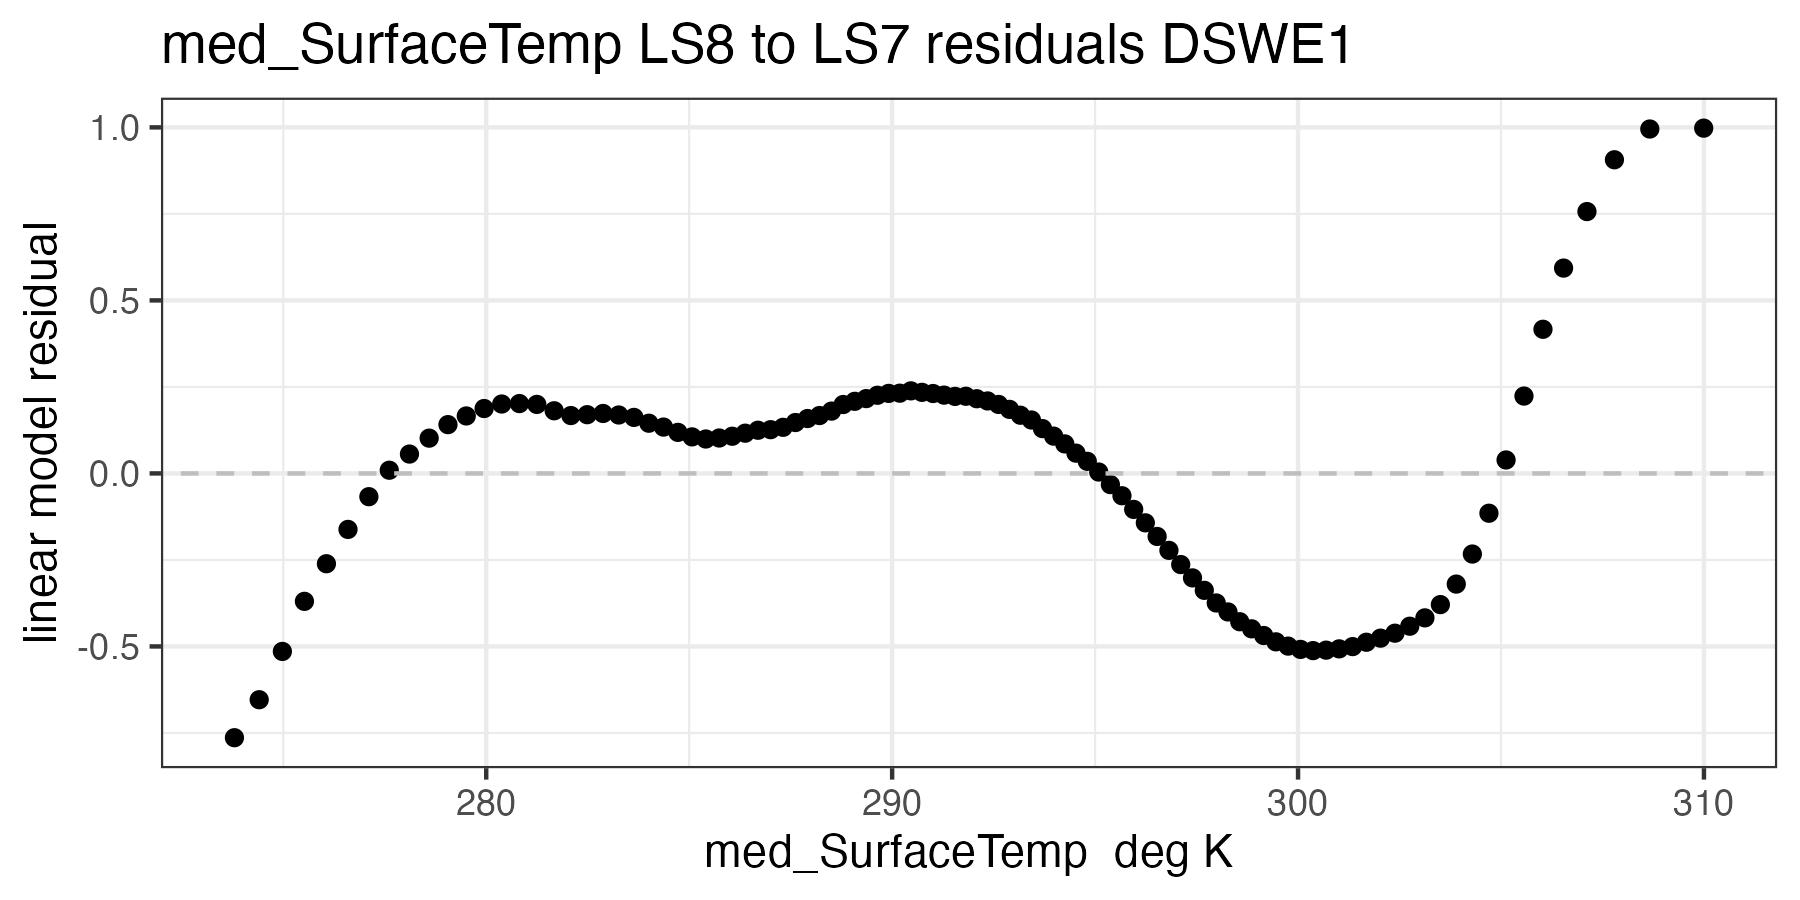 med_SurfaceTemp LS8 to LS7 residuals DSWE1
linear model residual
1.0
0.5
0.0
-0.5
280 290 300 310
med_SurfaceTemp  deg K